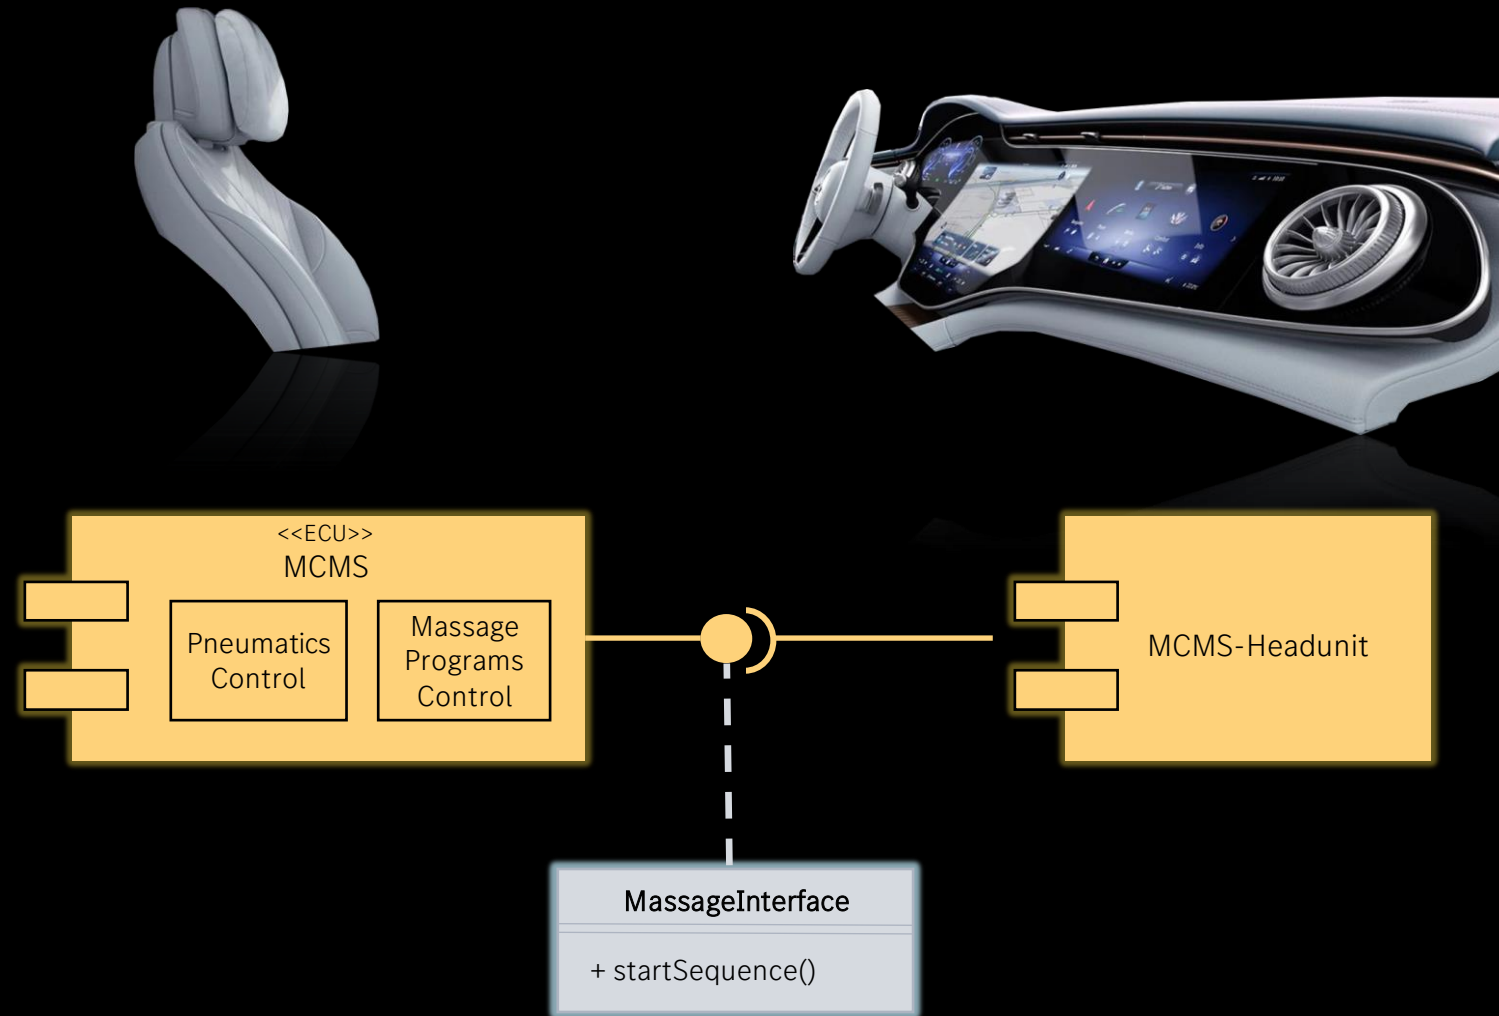 <<ECU>>
MCMS
Pneumatics
Control
Massage
Programs
Control
MCMS-Headunit
MassageInterface
+ startSequence()